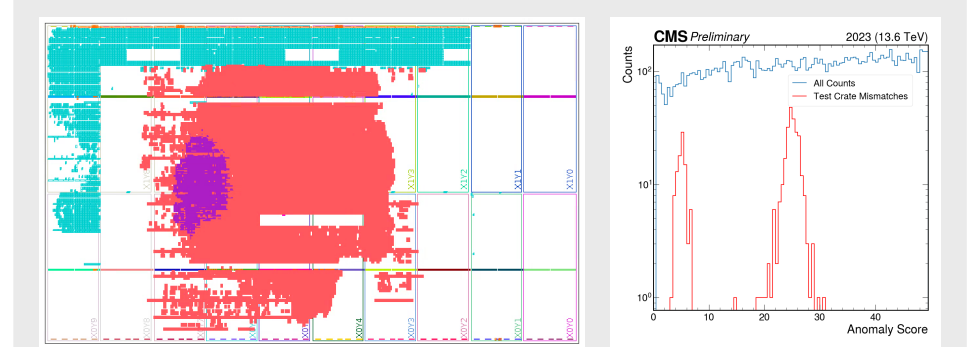 X1Y3
X1Y2
X1Y1
X1Y0
X0Y4
X0Y3
X0Y2
X0Y1
X0Y0
CMS Preliminary
2023 (13.6 TeV)
Counts
10²
10¹
10⁰
All Counts
Test Crate Mismatches
0
10
20
30
40
Anomaly Score